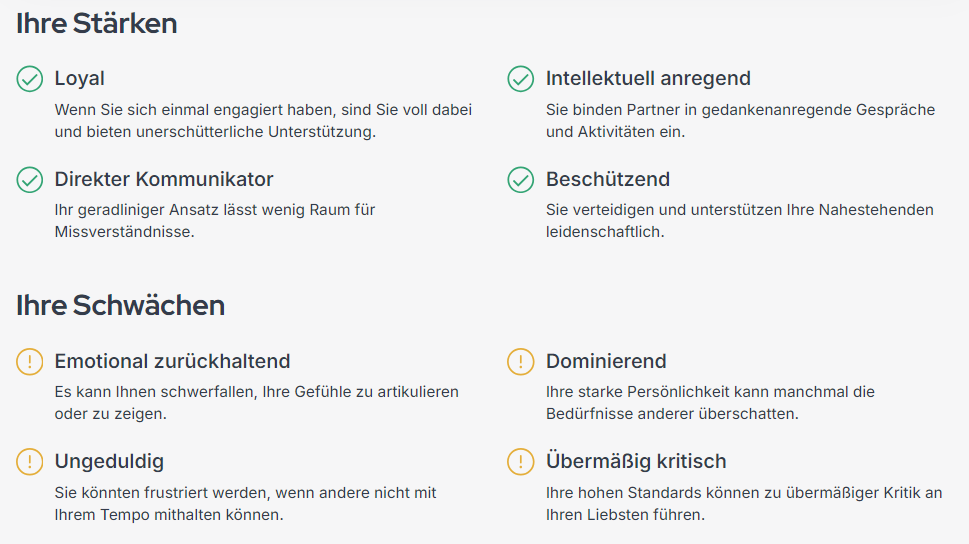 Ihre Stärken
Loyal
Wenn Sie sich einmal engagiert haben, sind Sie voll dabei
und bieten unerschütterliche Unterstützung.
Intellektuell anregend
Sie binden Partner in gedankenanregende Gespräche
und Aktivitäten ein.
Direkter Kommunikator
Ihr geradliniger Ansatz lässt wenig Raum für
Missverständnisse.
Beschützend
Sie verteidigen und unterstützen Ihre Nahestehenden
leidenschaftlich.
Ihre Schwächen
Emotional zurückhaltend
Es kann Ihnen schwerfallen, Ihre Gefühle zu artikulieren
oder zu zeigen.
Dominierend
Ihre starke Persönlichkeit kann manchmal die
Bedürfnisse anderer überschatten.
Ungeduldig
Sie könnten frustriert werden, wenn andere nicht mit
Ihrem Tempo mithalten können.
Übermäßig kritisch
Ihre hohen Standards können zu übermäßiger Kritik an
Ihren Liebsten führen.